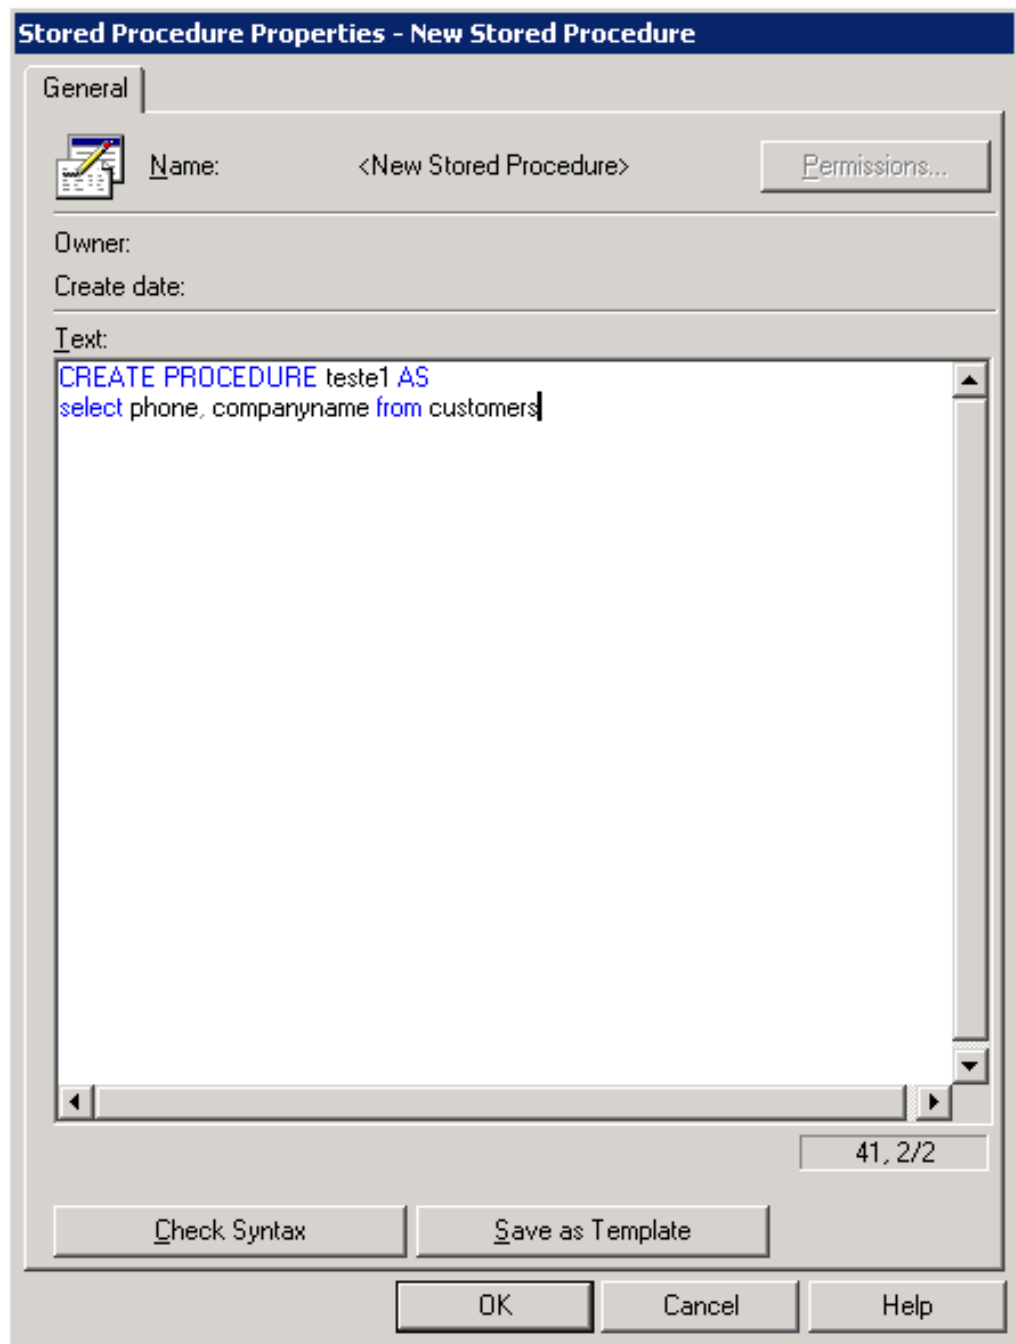 Stored Procedure Properties - New Stored Procedure
General
Name: <New Stored Procedure> Permissions...
Owner:
Create date:
Text:
CREATE PROCEDURE teste1 AS
select phone, companyname from customers
41, 2/2
Check Syntax Save as Template
OK Cancel Help